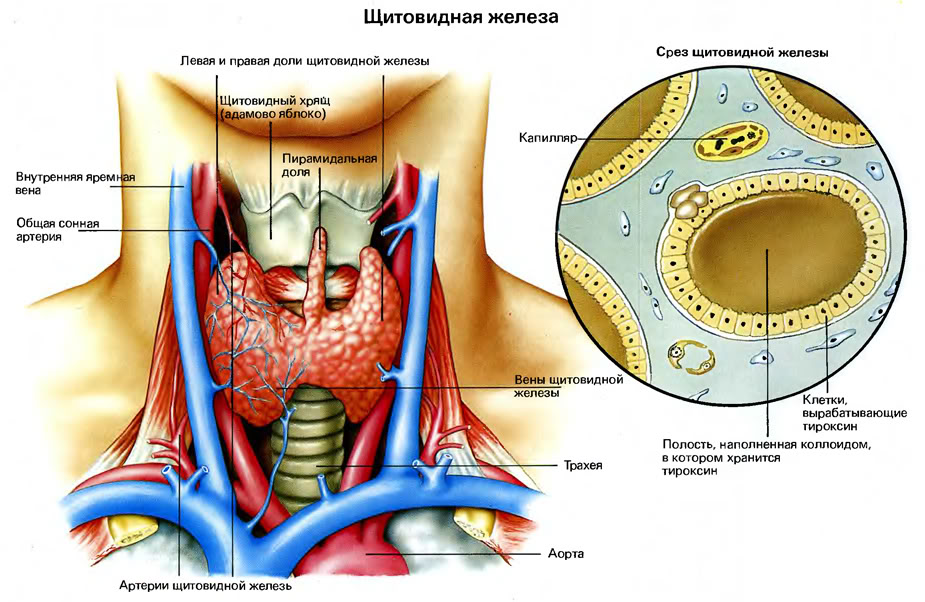 Щитовидная железа
Левая и правая доли щитовидной железы
Щитовидный хрящ
(адамово яблоко)
Пирамидальная
доля
Внутренняя яремная
вена
Общая сонная
артерия
Вены щитовидной
железы
Трахея
Аорта
Артерии щитовидной железь
Срез щитовидной железы
Капилляр
Клетки,
вырабатывающие
тироксин
Полость, наполненная коллоидом,
в котором хранится
тироксин